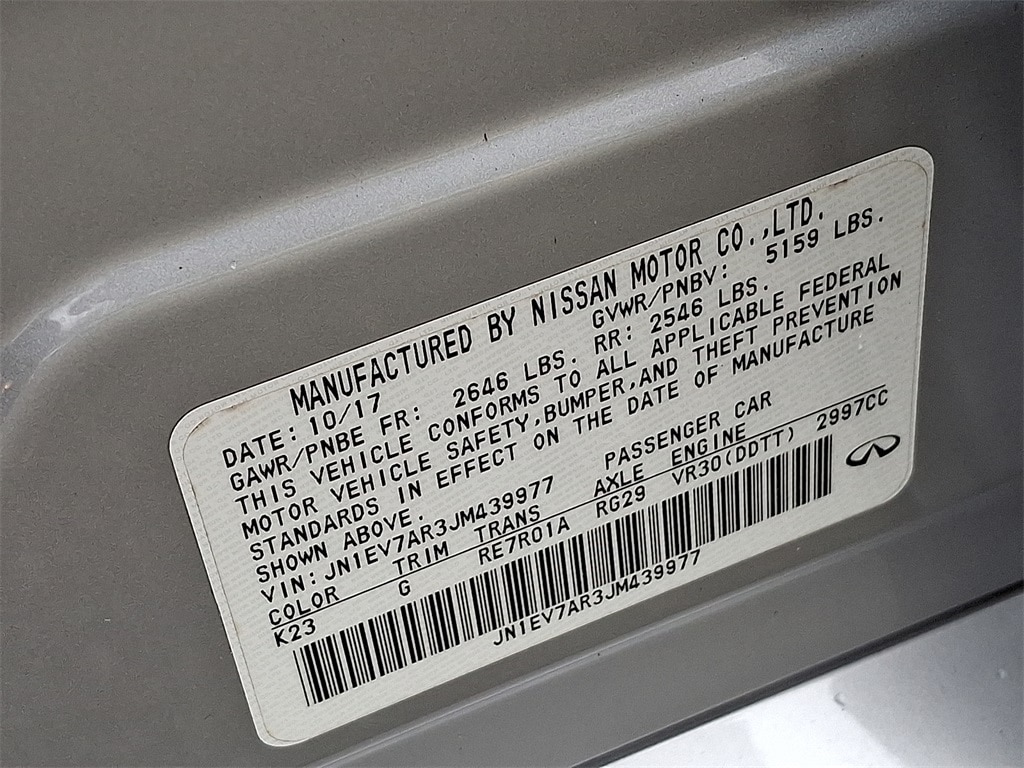 MANUFACTURED BY NISSAN MOTOR CO.,LTD.
DATE: 10/17 GVWR/PNBV: 5159 LBS.
GAWR/PNBE FR: 2646 LBS. RR: 2546 LBS.
THIS VEHICLE CONFORMS TO ALL APPLICABLE FEDERAL
MOTOR VEHICLE SAFETY,BUMPER,AND THEFT PREVENTION
STANDARDS IN EFFECT ON THE DATE OF MANUFACTURE
SHOWN ABOVE.
VIN: JN1EV7AR3JM439977 PASSENGER CAR
COLOR TRIM TRANS AXLE ENGINE
K23 G RE7R01A RG29 VR30(DDTT) 2997CC
JN1EV7AR3JM439977